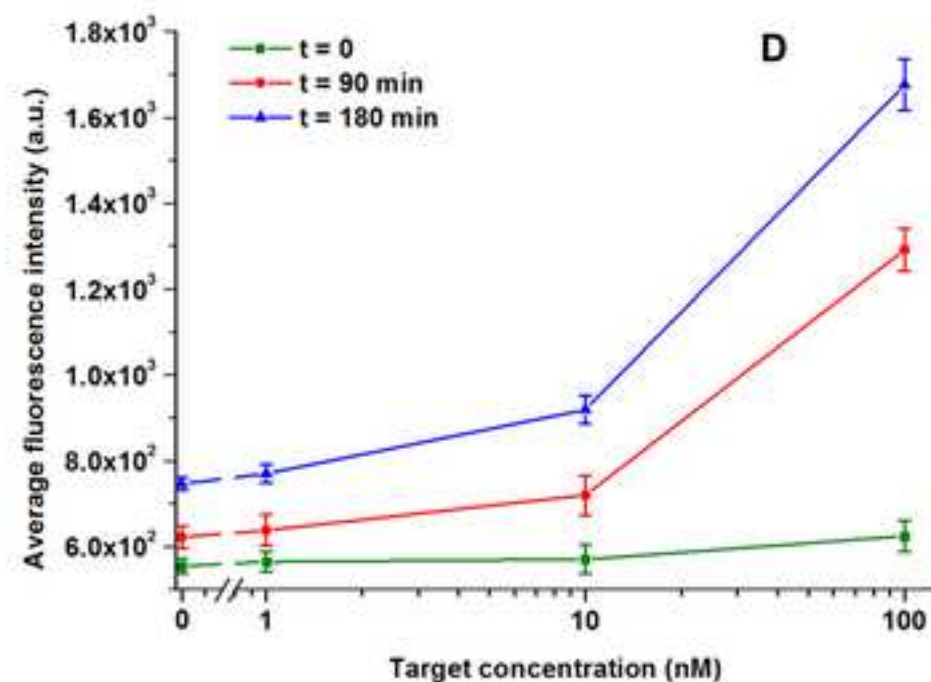 D
t = 0
t = 90 min
t = 180 min
Average fluorescence intensity (a.u.)
1.8x10³
1.6x10³
1.4x10³
1.2x10³
1.0x10³
8.0x10²
6.0x10²
0 1 10 100
Target concentration (nM)